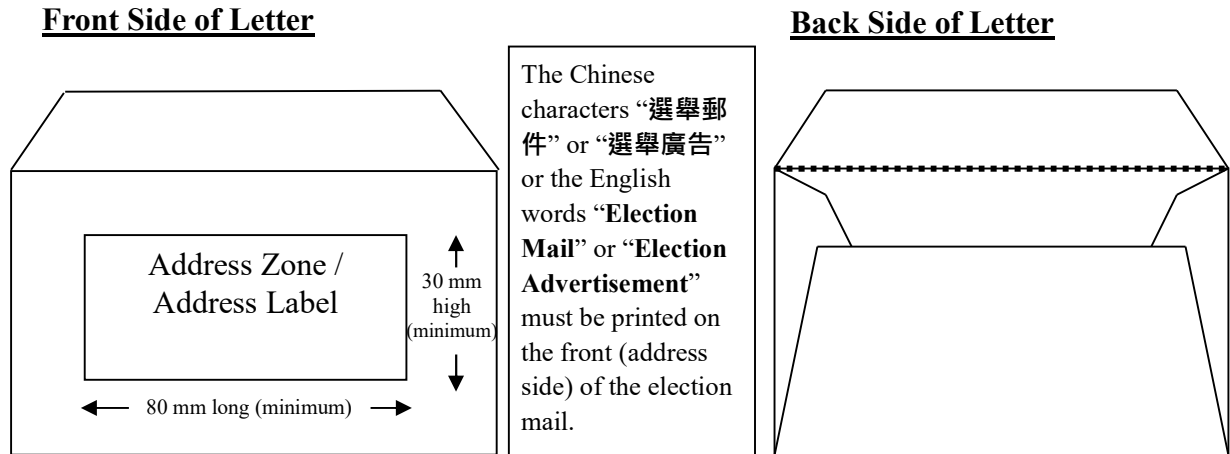 Front Side of Letter
Address Zone /
Address Label
30 mm
high
(minimum)
80 mm long (minimum)
The Chinese
characters “選舉郵
件” or “選舉廣告”
or the English
words “Election
Mail” or “Election
Advertisement”
must be printed on
the front (address
side) of the election
mail.
Back Side of Letter